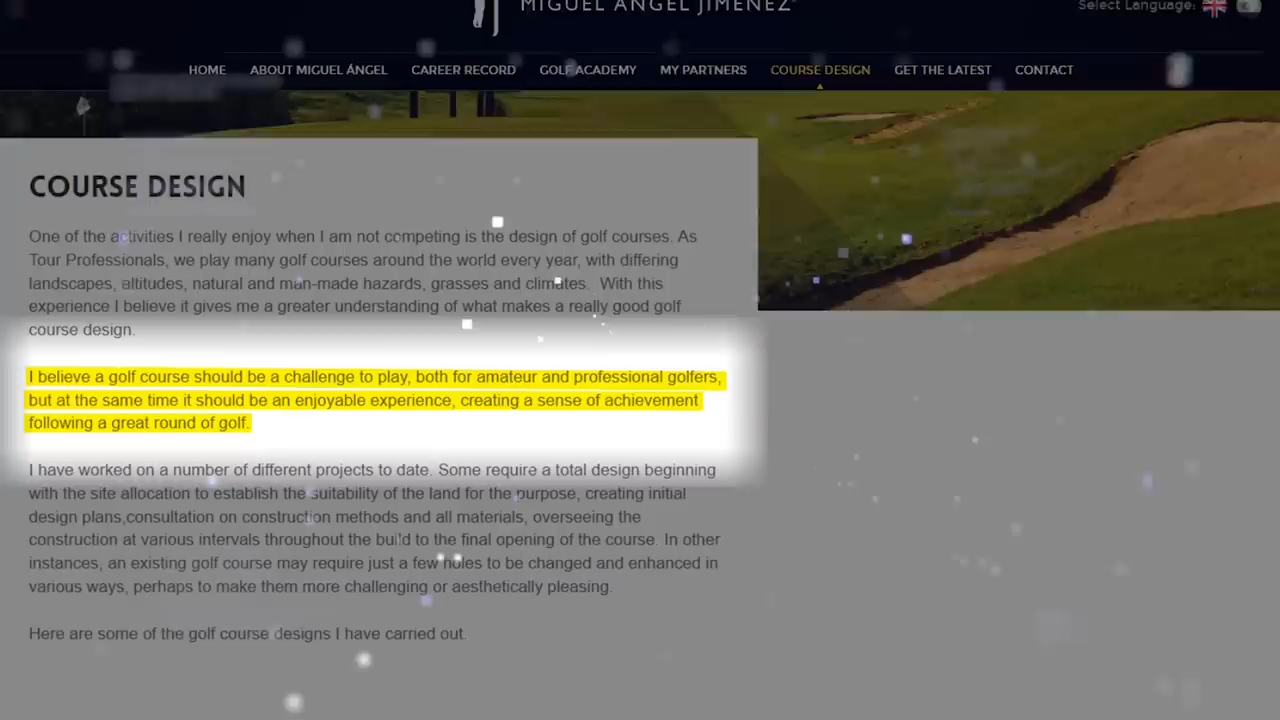 MIGUEL ÁNGEL JIMÉNEZ
Select Language:
HOME ABOUT MIGUEL ÁNGEL CAREER RECORD GOLF ACADEMY MY PARTNERS COURSE DESIGN GET THE LATEST CONTACT
COURSE DESIGN
One of the activities I really enjoy when I am not competing is the design of golf courses. As
Tour Professionals, we play many golf courses around the world every year, with differing
landscapes, altitudes, natural and man-made hazards, grasses and climates. With this
experience I believe it gives me a greater understanding of what makes a really good golf
course design.
I believe a golf course should be a challenge to play, both for amateur and professional golfers,
but at the same time it should be an enjoyable experience, creating a sense of achievement
following a great round of golf.
I have worked on a number of different projects to date. Some require a total design beginning
with the site allocation to establish the suitability of the land for the purpose, creating initial
design plans,consultation on construction methods and all materials, overseeing the
construction at various intervals throughout the build to the final opening of the course. In other
instances, an existing golf course may require just a few holes to be changed and enhanced in
various ways, perhaps to make them more challenging or aesthetically pleasing.
Here are some of the golf course designs I have carried out.